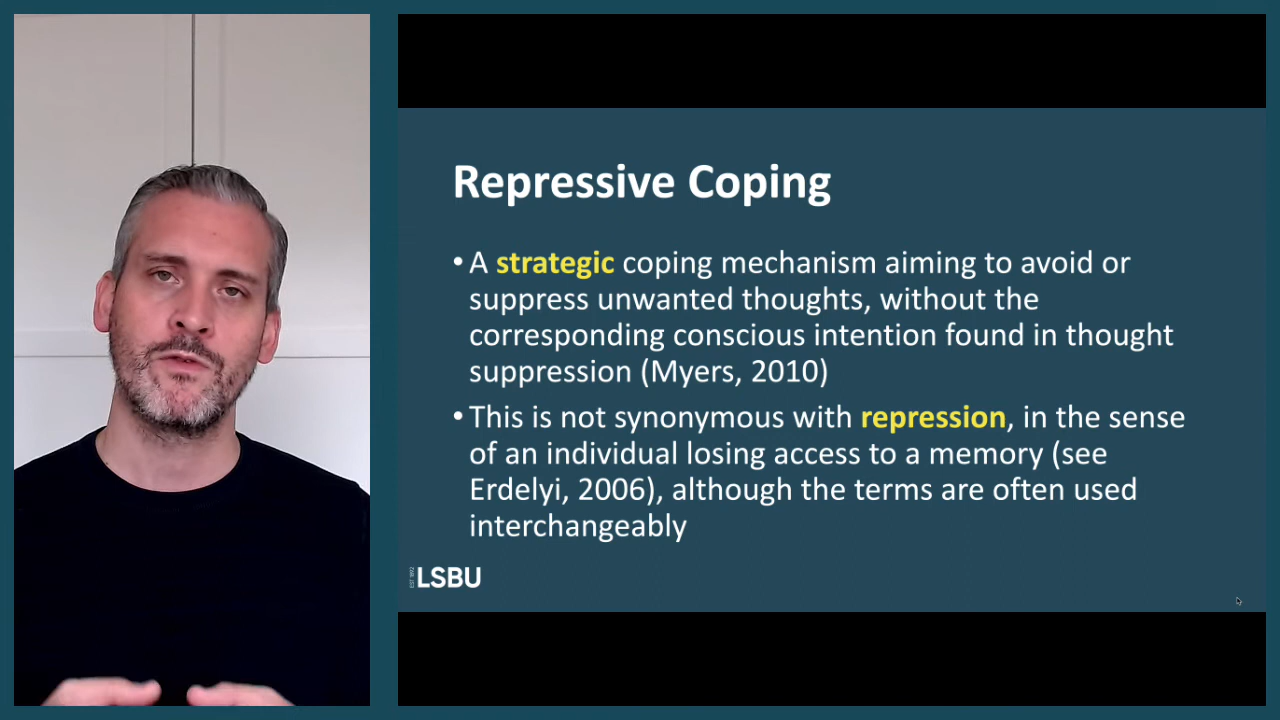 Repressive Coping
• A strategic coping mechanism aiming to avoid or
suppress unwanted thoughts, without the
corresponding conscious intention found in thought
suppression (Myers, 2010)
• This is not synonymous with repression, in the sense
of an individual losing access to a memory (see
Erdelyi, 2006), although the terms are often used
interchangeably
EST 1892
LSBU